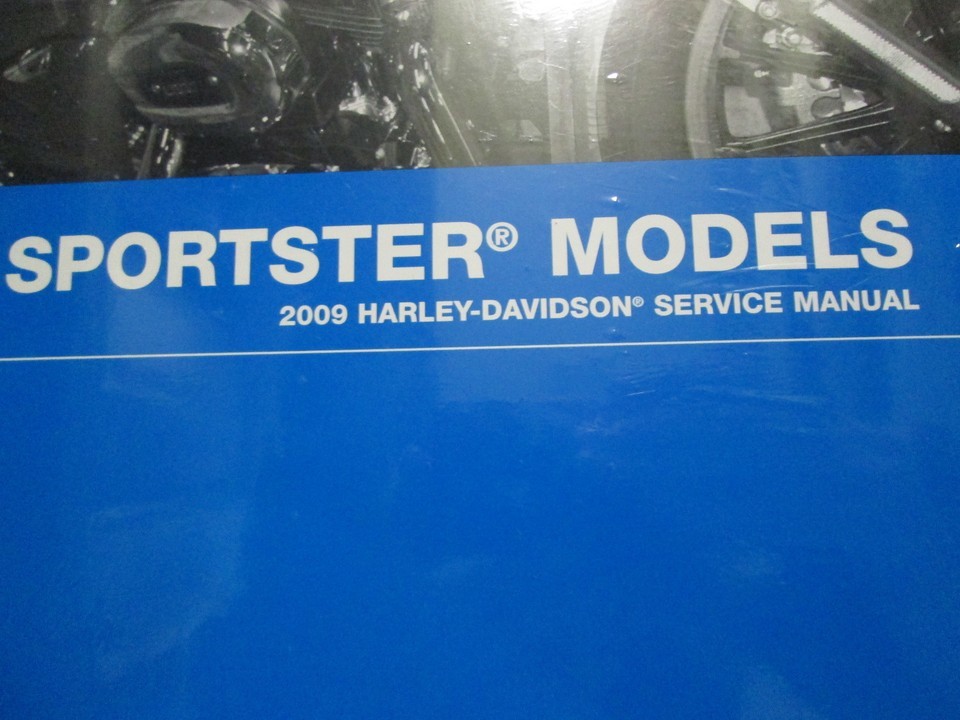 SPORTSTER® MODELS
2009 HARLEY-DAVIDSON® SERVICE MANUAL